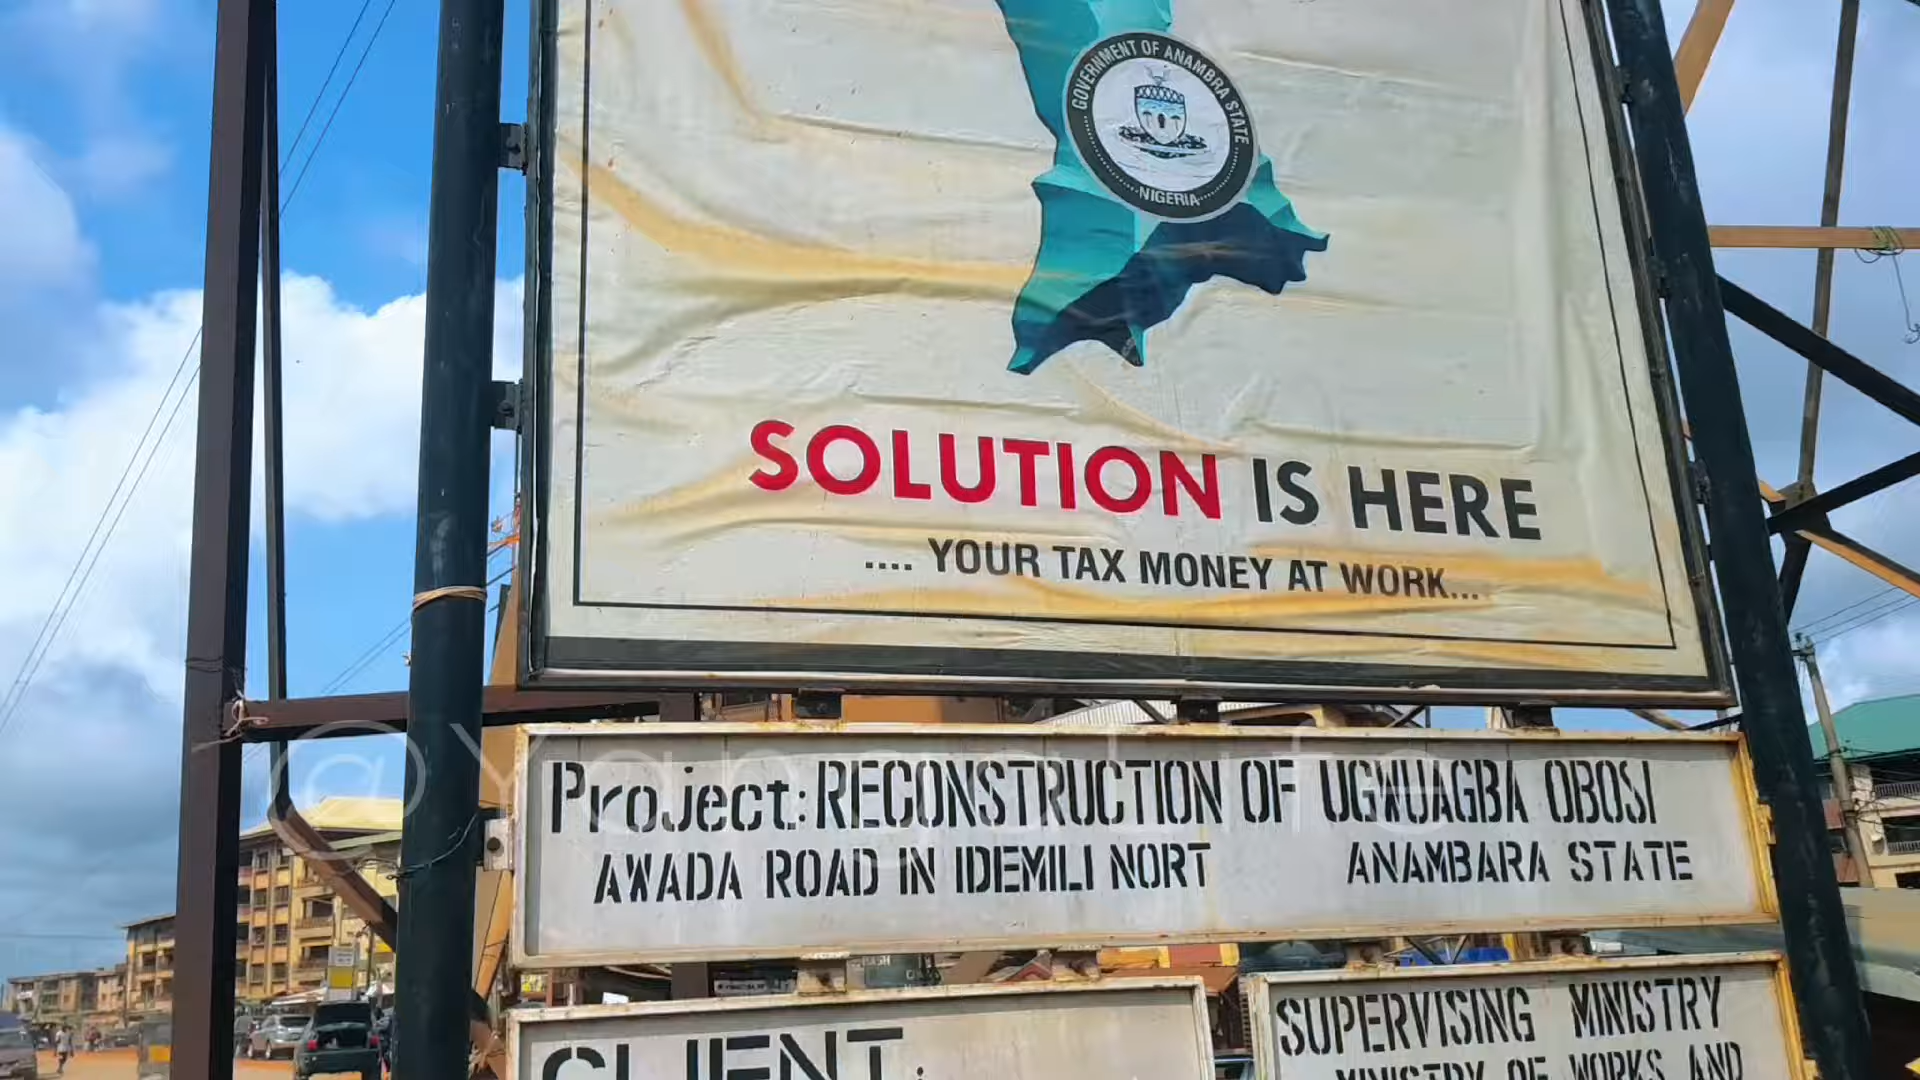 GOVERNMENT OF ANAMBRA STATE
NIGERIA
SOLUTION IS HERE
.... YOUR TAX MONEY AT WORK...
@YangaLife
Project: RECONSTRUCTION OF UGWUAGBA OBOSI
AWADA ROAD IN IDEMILI NORT ANAMBARA STATE
CLIENT:
SUPERVISING MINISTRY
MINISTRY OF WORKS AND